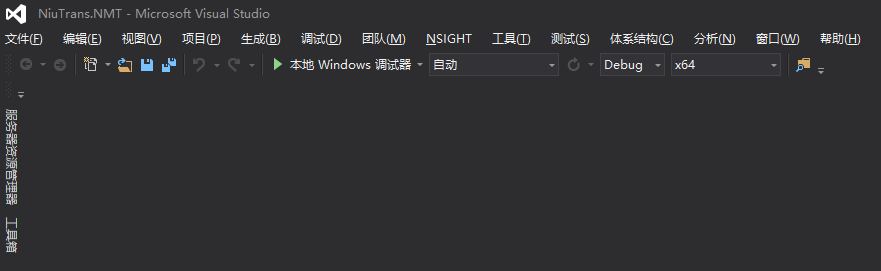 NiuTrans.NMT - Microsoft Visual Studio
文件(F) 编辑(E) 视图(V) 项目(P) 生成(B) 调试(D) 团队(M) NSIGHT 工具(T) 测试(S) 体系结构(C) 分析(N) 窗口(W) 帮助(H)
本地 Windows 调试器 自动 Debug x64
服务器资源管理器
工具箱